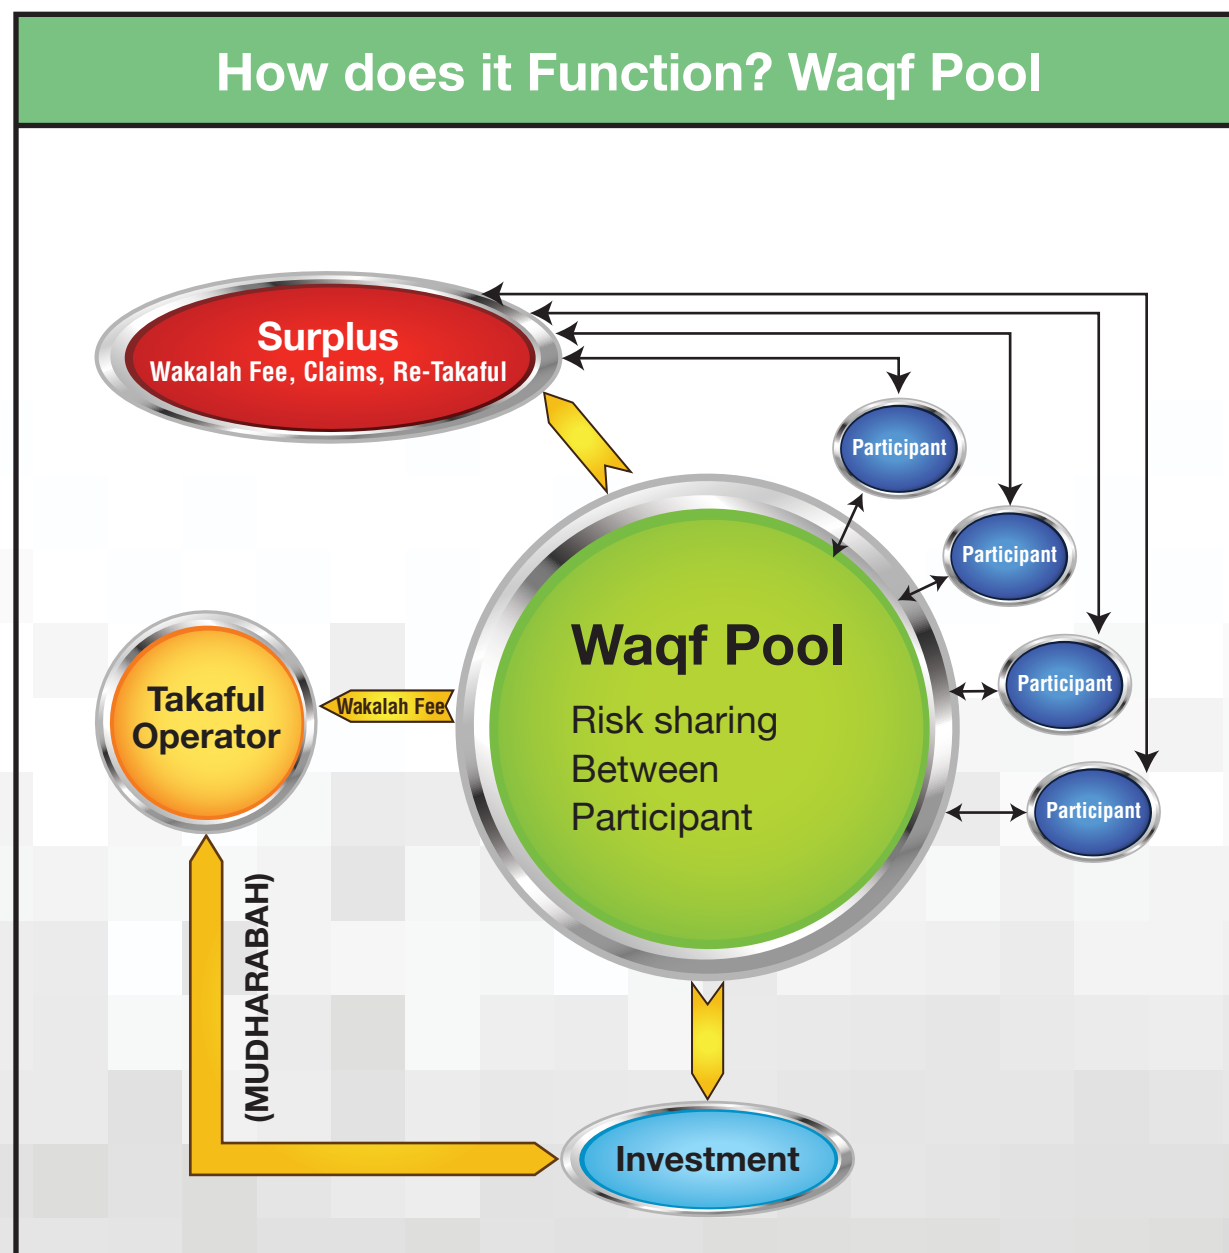 How does it Function? Waqf Pool
Surplus
Wakalah Fee, Claims, Re-Takaful
Participant
Participant
Participant
Participant
Waqf Pool
Risk sharing
Between
Participant
Takaful
Operator
Wakalah Fee
(MUDHARABAH)
Investment